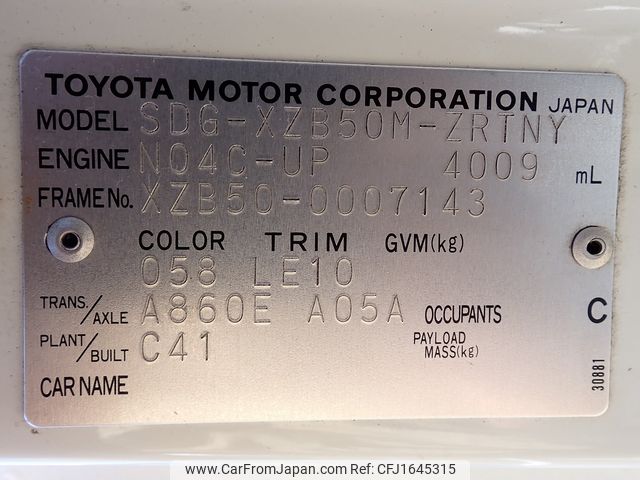 TOYOTA MOTOR CORPORATION JAPAN
MODEL SDG-XZB50M-ZRTNY
ENGINE N04C-UP 4009 mL
FRAME No. XZB50-0007143
COLOR TRIM GVM(kg)
058 LE10
TRANS./AXLE A860E A05A OCCUPANTS C
PLANT/BUILT C41 PAYLOAD MASS(kg)
CAR NAME
30881
www.CarFromJapan.com | Ref.No.: CFJ1645315